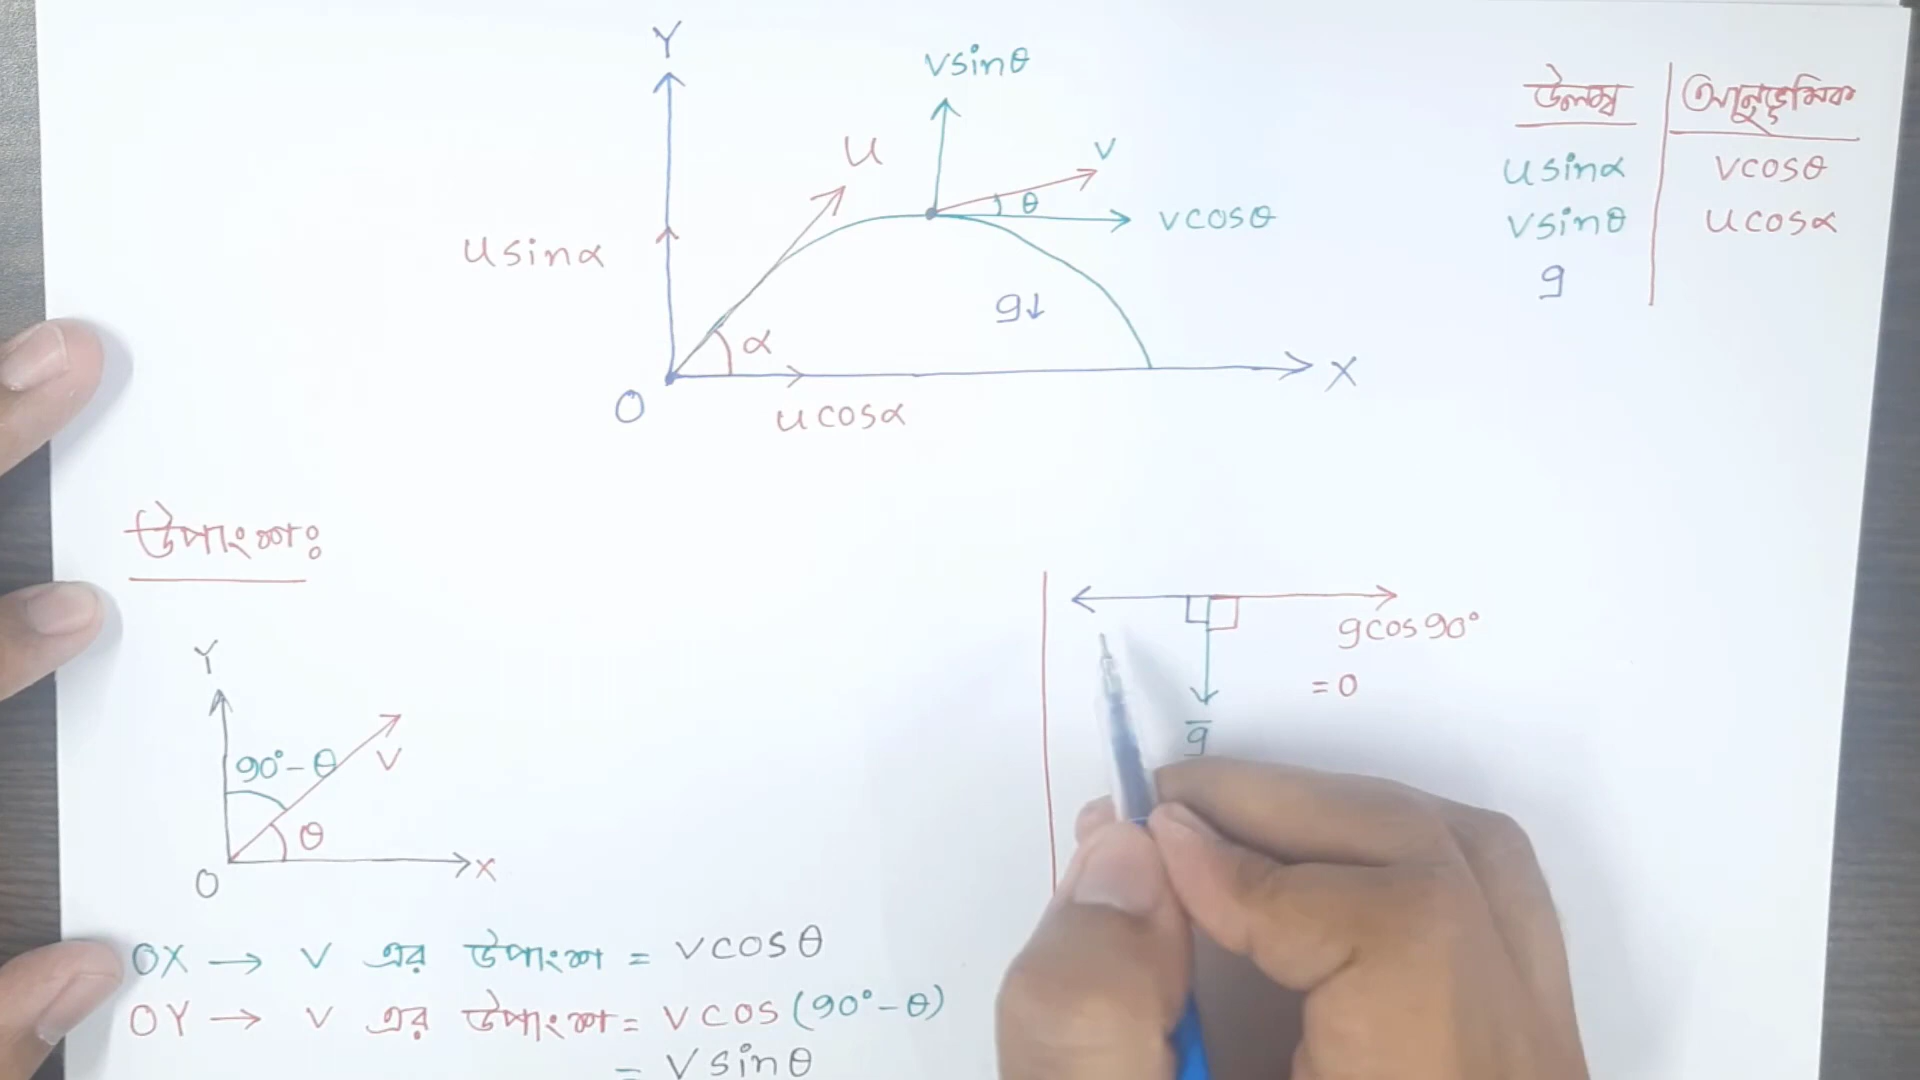 Y
vsinθ
u
v
θ
vcosθ
usinα
g↓
α
O
X
ucosα
উলম্ব
আনুভূমিক
usinα
vcosθ
vsinθ
ucosα
g
উপাংশঃ
Y
90°-θ
v
θ
O
X
gcos90°
=0
g̅
OX → v এর উপাংশ = vcosθ
OY → v এর উপাংশ = vcos(90°-θ)
= vsinθ